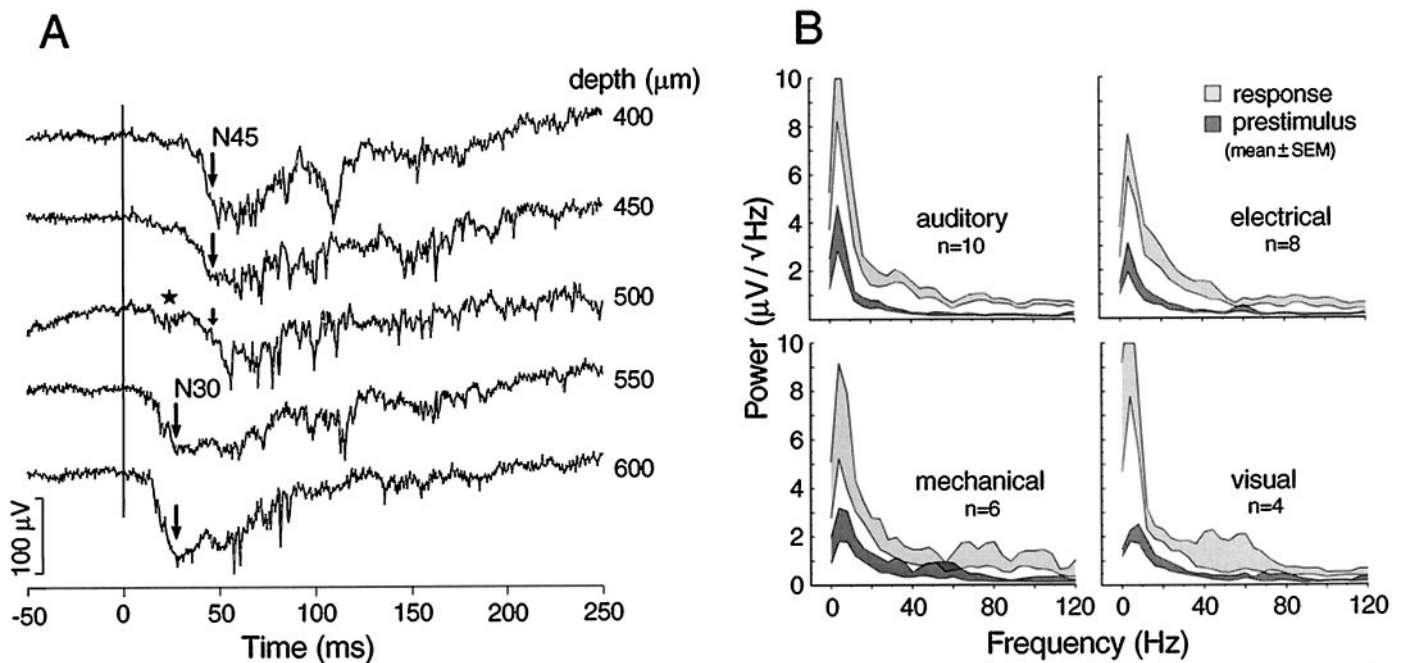 A
depth (μm)
400
N45
450
500
★
550
N30
600
100 μV
-50 0 50 100 150 200 250
Time (ms)
B
Power (μV / √Hz)
10
8
6
4
2
auditory
n=10
response
prestimulus
(mean ± SEM)
electrical
n=8
10
8
6
4
2
0
mechanical
n=6
visual
n=4
0 40 80 120
0 40 80 120
Frequency (Hz)